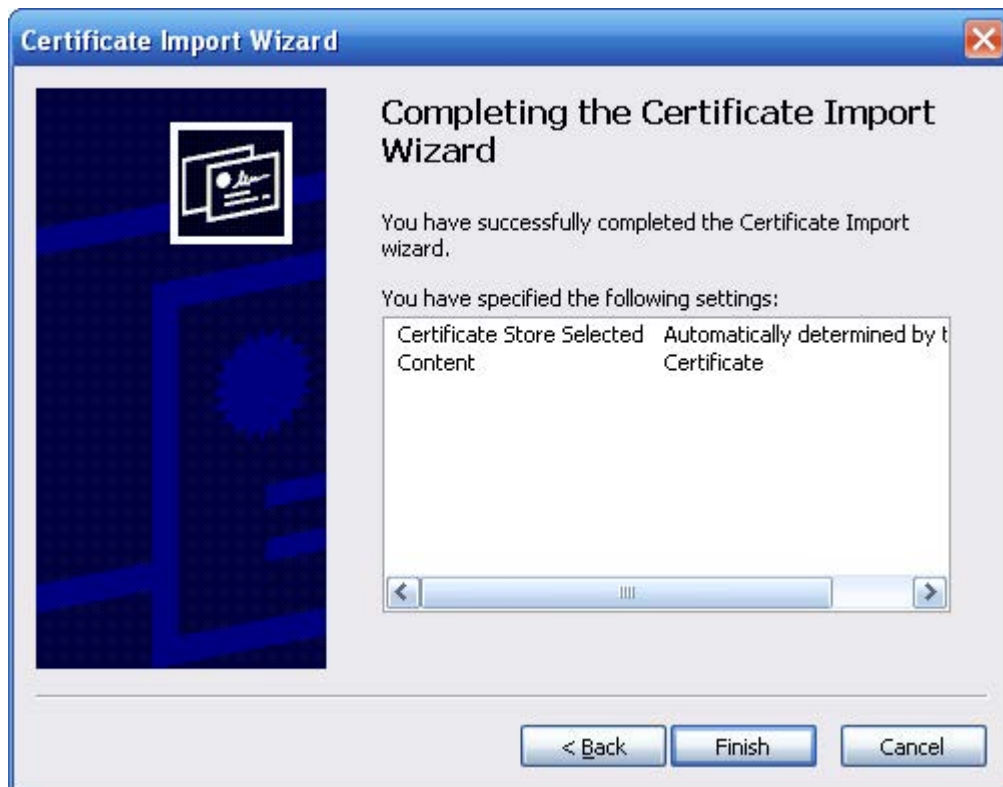 Certificate Import Wizard
Completing the Certificate Import
Wizard
You have successfully completed the Certificate Import
wizard.
You have specified the following settings:
Certificate Store Selected Automatically determined by t
Content Certificate
< Back Finish Cancel